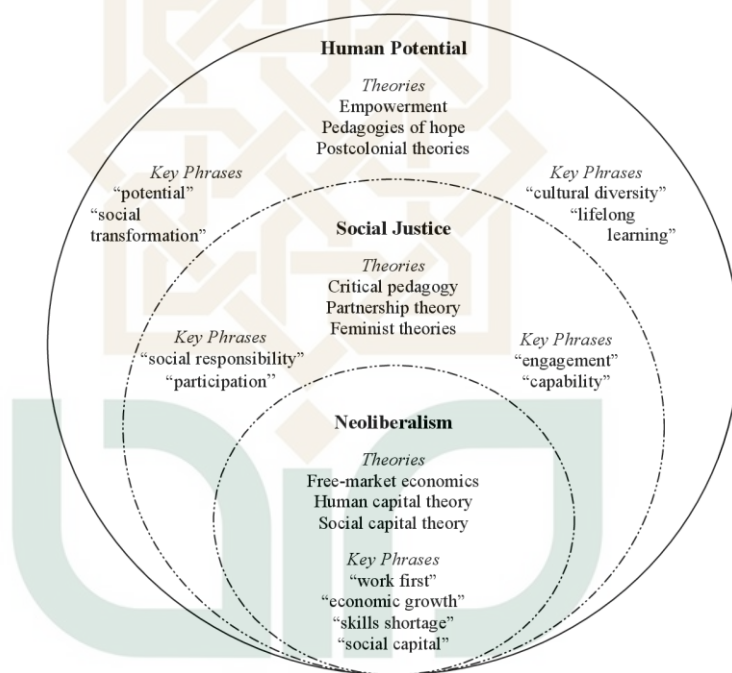 Human Potential
Theories
Empowerment
Pedagogies of hope
Postcolonial theories
Key Phrases
“potential”
“social
transformation”
Key Phrases
“cultural diversity”
“lifelong
learning”
Social Justice
Theories
Critical pedagogy
Partnership theory
Feminist theories
Key Phrases
“social responsibility”
“participation”
Key Phrases
“engagement”
“capability”
Neoliberalism
Theories
Free-market economics
Human capital theory
Social capital theory
Key Phrases
“work first”
“economic growth”
“skills shortage”
“social capital”